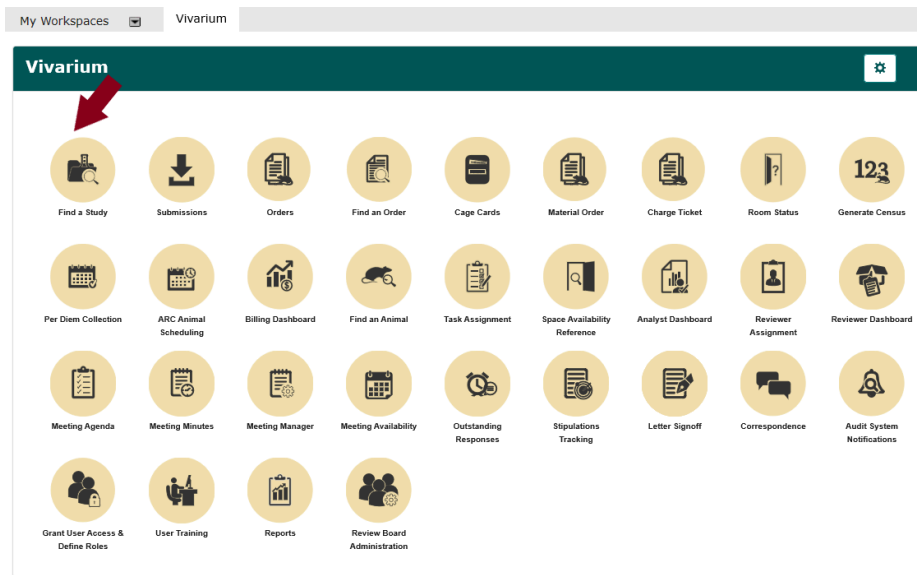 My Workspaces
Vivarium
Vivarium
Find a Study
Submissions
Orders
Find an Order
Cage Cards
Material Order
Charge Ticket
?
Room Status
123
Generate Census
Per Diem Collection
ARC Animal
Scheduling
$
Billing Dashboard
Find an Animal
Task Assignment
Space Availability
Reference
Analyst Dashboard
Reviewer
Assignment
Reviewer Dashboard
Meeting Agenda
Meeting Minutes
Meeting Manager
Meeting Availability
Outstanding
Responses
Stipulations
Tracking
Letter Signoff
Correspondence
Audit System
Notifications
Grant User Access &
Define Roles
User Training
Reports
Review Board
Administration